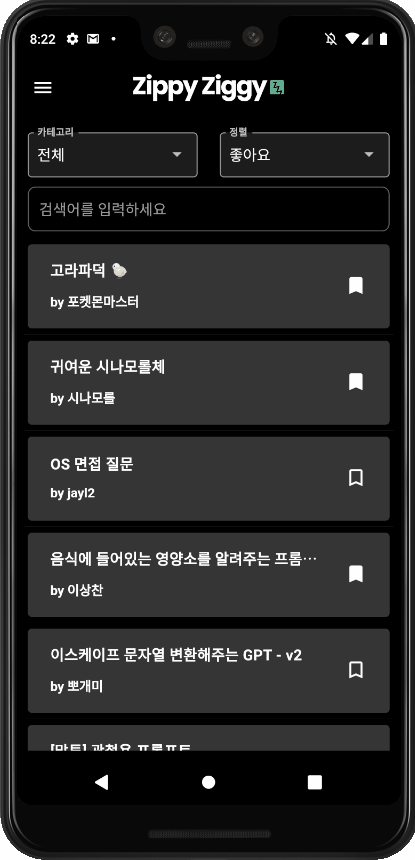 8:22
Zippy Ziggy
카테고리
전체
정렬
좋아요
검색어를 입력하세요
고라파덕
by 포켓몬마스터
귀여운 시나모롤체
by 시나모롤
OS 면접 질문
by jayl2
음식에 들어있는 영양소를 알려주는 프롬…
by 이상찬
이스케이프 문자열 변환해주는 GPT - v2
by 뽀개미